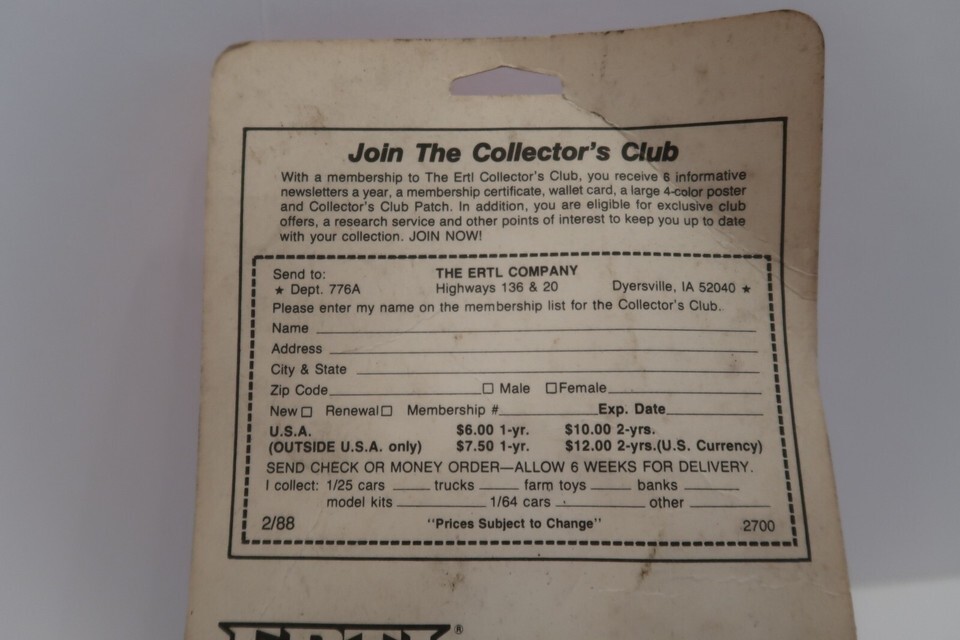 Join The Collector's Club
With a membership to The Ertl Collector's Club, you receive 6 informative
newsletters a year, a membership certificate, wallet card, a large 4-color poster
and Collector's Club Patch. In addition, you are eligible for exclusive club
offers, a research service and other points of interest to keep you up to date
with your collection. JOIN NOW!
Send to: THE ERTL COMPANY
★ Dept. 776A Highways 136 & 20 Dyersville, IA 52040 ★
Please enter my name on the membership list for the Collector's Club.
Name
Address
City & State
Zip Code ☐ Male ☐ Female
New ☐ Renewal ☐ Membership # Exp. Date
U.S.A. $6.00 1-yr. $10.00 2-yrs.
(OUTSIDE U.S.A. only) $7.50 1-yr. $12.00 2-yrs.(U.S. Currency)
SEND CHECK OR MONEY ORDER—ALLOW 6 WEEKS FOR DELIVERY.
I collect: 1/25 cars trucks farm toys banks
model kits 1/64 cars other
2/88 "Prices Subject to Change" 2700
ERTL®